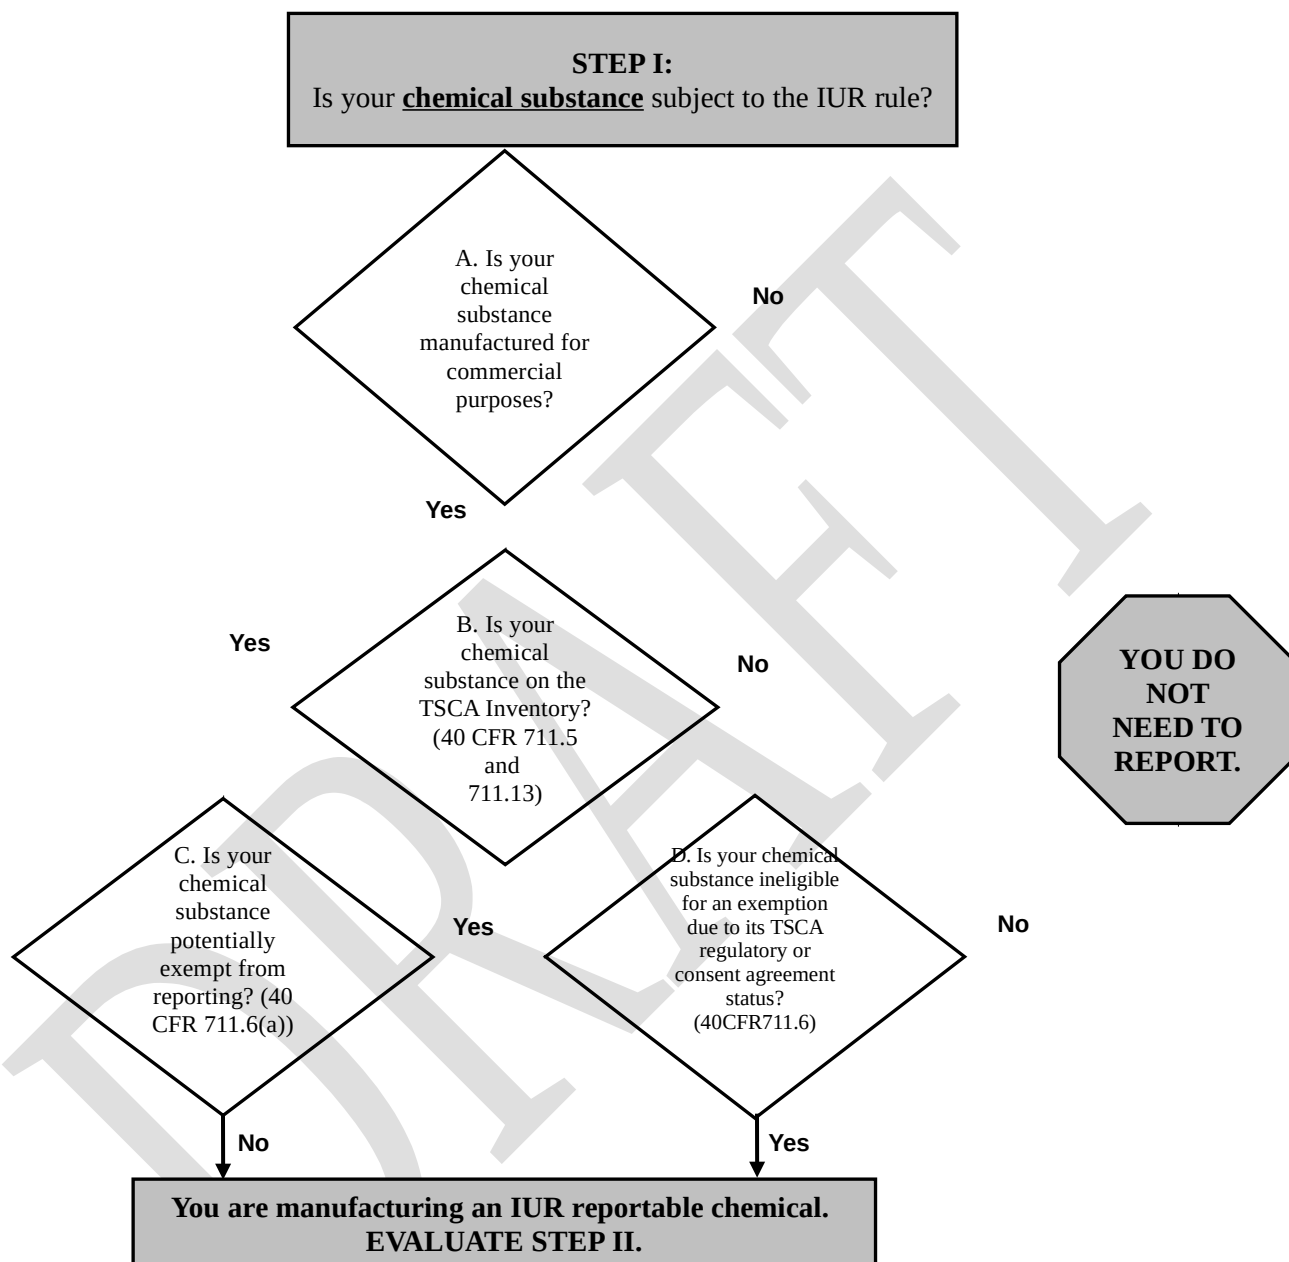 STEP I:
Is your chemical substance subject to the IUR rule?
A. Is your
chemical
substance
manufactured for
commercial
purposes?
No
Yes
B. Is your
chemical
substance on the
TSCA Inventory?
(40 CFR 711.5
and
711.13)
Yes
No
YOU DO
NOT
NEED TO
REPORT.
C. Is your
chemical
substance
potentially
exempt from
reporting? (40
CFR 711.6(a))
Yes
D. Is your chemical
substance ineligible
for an exemption
due to its TSCA
regulatory or
consent agreement
status?
(40CFR711.6)
No
No
Yes
You are manufacturing an IUR reportable chemical.
EVALUATE STEP II.
DRAFT